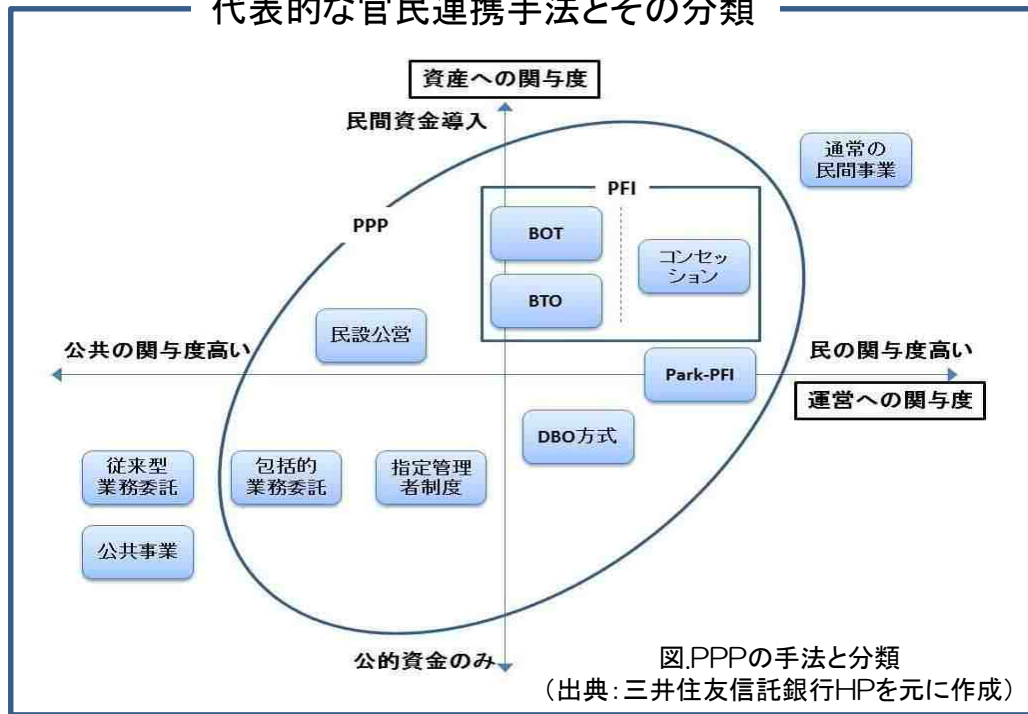 代表的な官民連携手法とその分類
資産への関与度
民間資金導入
通常の
民間事業
PFI
PPP
BOT
コンセッ
ション
BTO
民設公営
公共の関与度高い
民の関与度高い
Park-PFI
運営への関与度
DBO方式
従来型
業務委託
包括的
業務委託
指定管理
者制度
公共事業
公的資金のみ
図.PPPの手法と分類
（出典：三井住友信託銀行HPを元に作成）